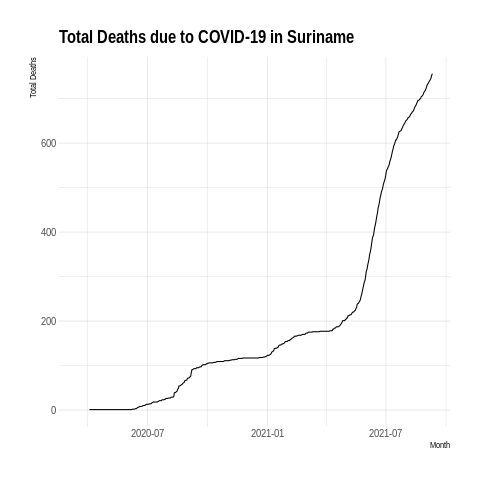 Total Deaths due to COVID-19 in Suriname
Total Deaths
600
400
200
0
2020-07
2021-01
2021-07
Month